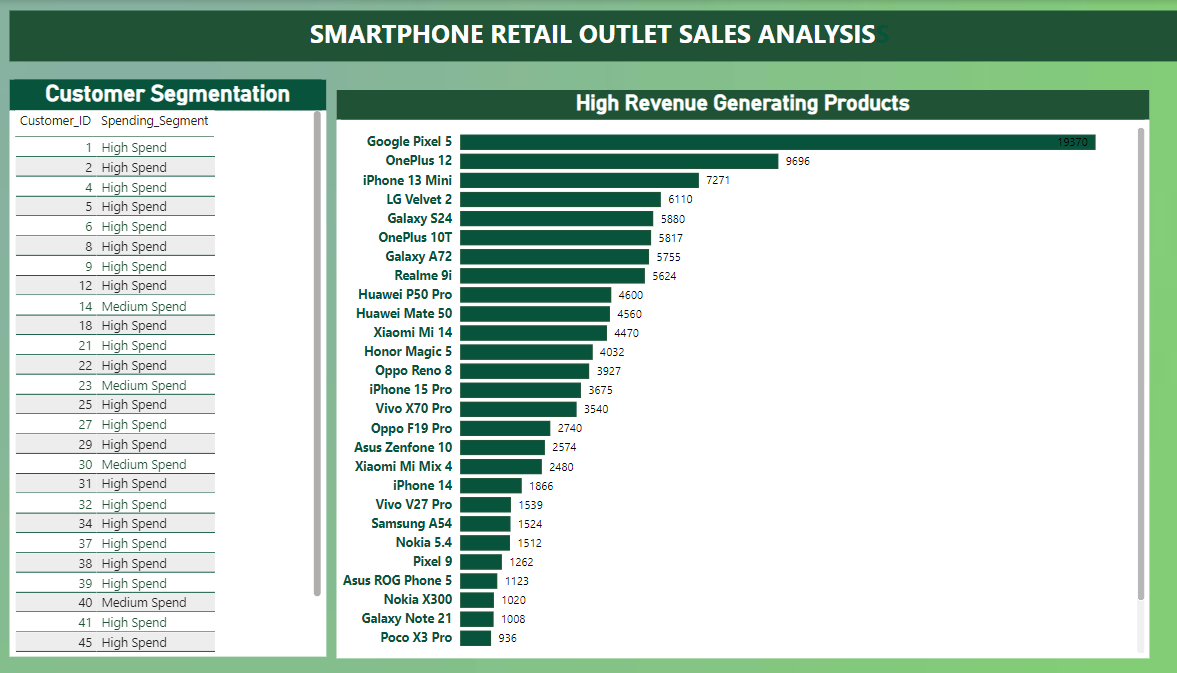 SMARTPHONE RETAIL OUTLET SALES ANALYSIS
Customer Segmentation
Customer_ID Spending_Segment
1 High Spend
2 High Spend
4 High Spend
5 High Spend
6 High Spend
8 High Spend
9 High Spend
12 High Spend
14 Medium Spend
18 High Spend
21 High Spend
22 High Spend
23 Medium Spend
25 High Spend
27 High Spend
29 High Spend
30 Medium Spend
31 High Spend
32 High Spend
34 High Spend
37 High Spend
38 High Spend
39 High Spend
40 Medium Spend
41 High Spend
45 High Spend
High Revenue Generating Products
Google Pixel 5 19370
OnePlus 12 9696
iPhone 13 Mini 7271
LG Velvet 2 6110
Galaxy S24 5880
OnePlus 10T 5817
Galaxy A72 5755
Realme 9i 5624
Huawei P50 Pro 4600
Huawei Mate 50 4560
Xiaomi Mi 14 4470
Honor Magic 5 4032
Oppo Reno 8 3927
iPhone 15 Pro 3675
Vivo X70 Pro 3540
Oppo F19 Pro 2740
Asus Zenfone 10 2574
Xiaomi Mi Mix 4 2480
iPhone 14 1866
Vivo V27 Pro 1539
Samsung A54 1524
Nokia 5.4 1512
Pixel 9 1262
Asus ROG Phone 5 1123
Nokia X300 1020
Galaxy Note 21 1008
Poco X3 Pro 936